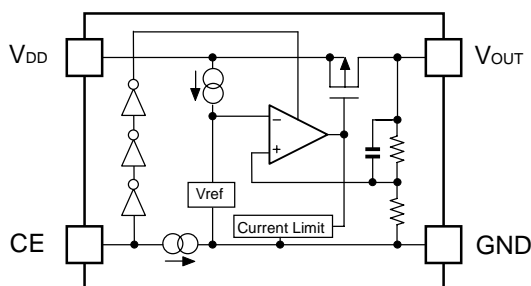 VDD
VOUT
−
+
Vref
Current Limit
CE
GND